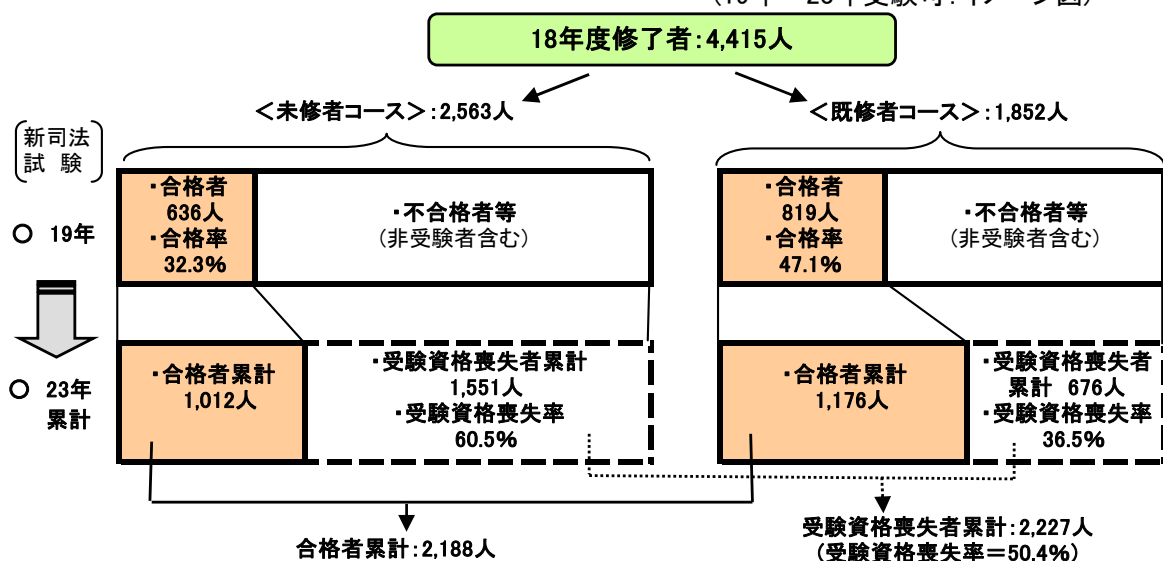 18年度修了者:4,415人
<未修者コース>:2,563人
<既修者コース>:1,852人
新司法
試 験
○ 19年
・合格者
636人
・合格率
32.3%
・不合格者等
(非受験者含む)
・合格者
819人
・合格率
47.1%
・不合格者等
(非受験者含む)
○ 23年
累計
・合格者累計
1,012人
・受験資格喪失者累計
1,551人
・受験資格喪失率
60.5%
・合格者累計
1,176人
・受験資格喪失者
累計 676人
・受験資格喪失率
36.5%
合格者累計:2,188人
受験資格喪失者累計:2,227人
(受験資格喪失率=50.4%)